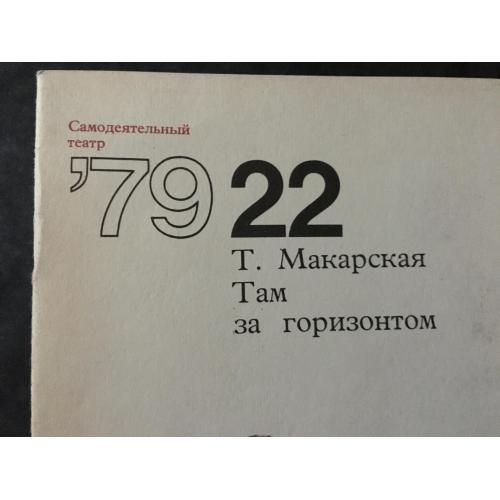 Самодеятельный
театр
'79 22
Т. Макарская
Там
за горизонтом